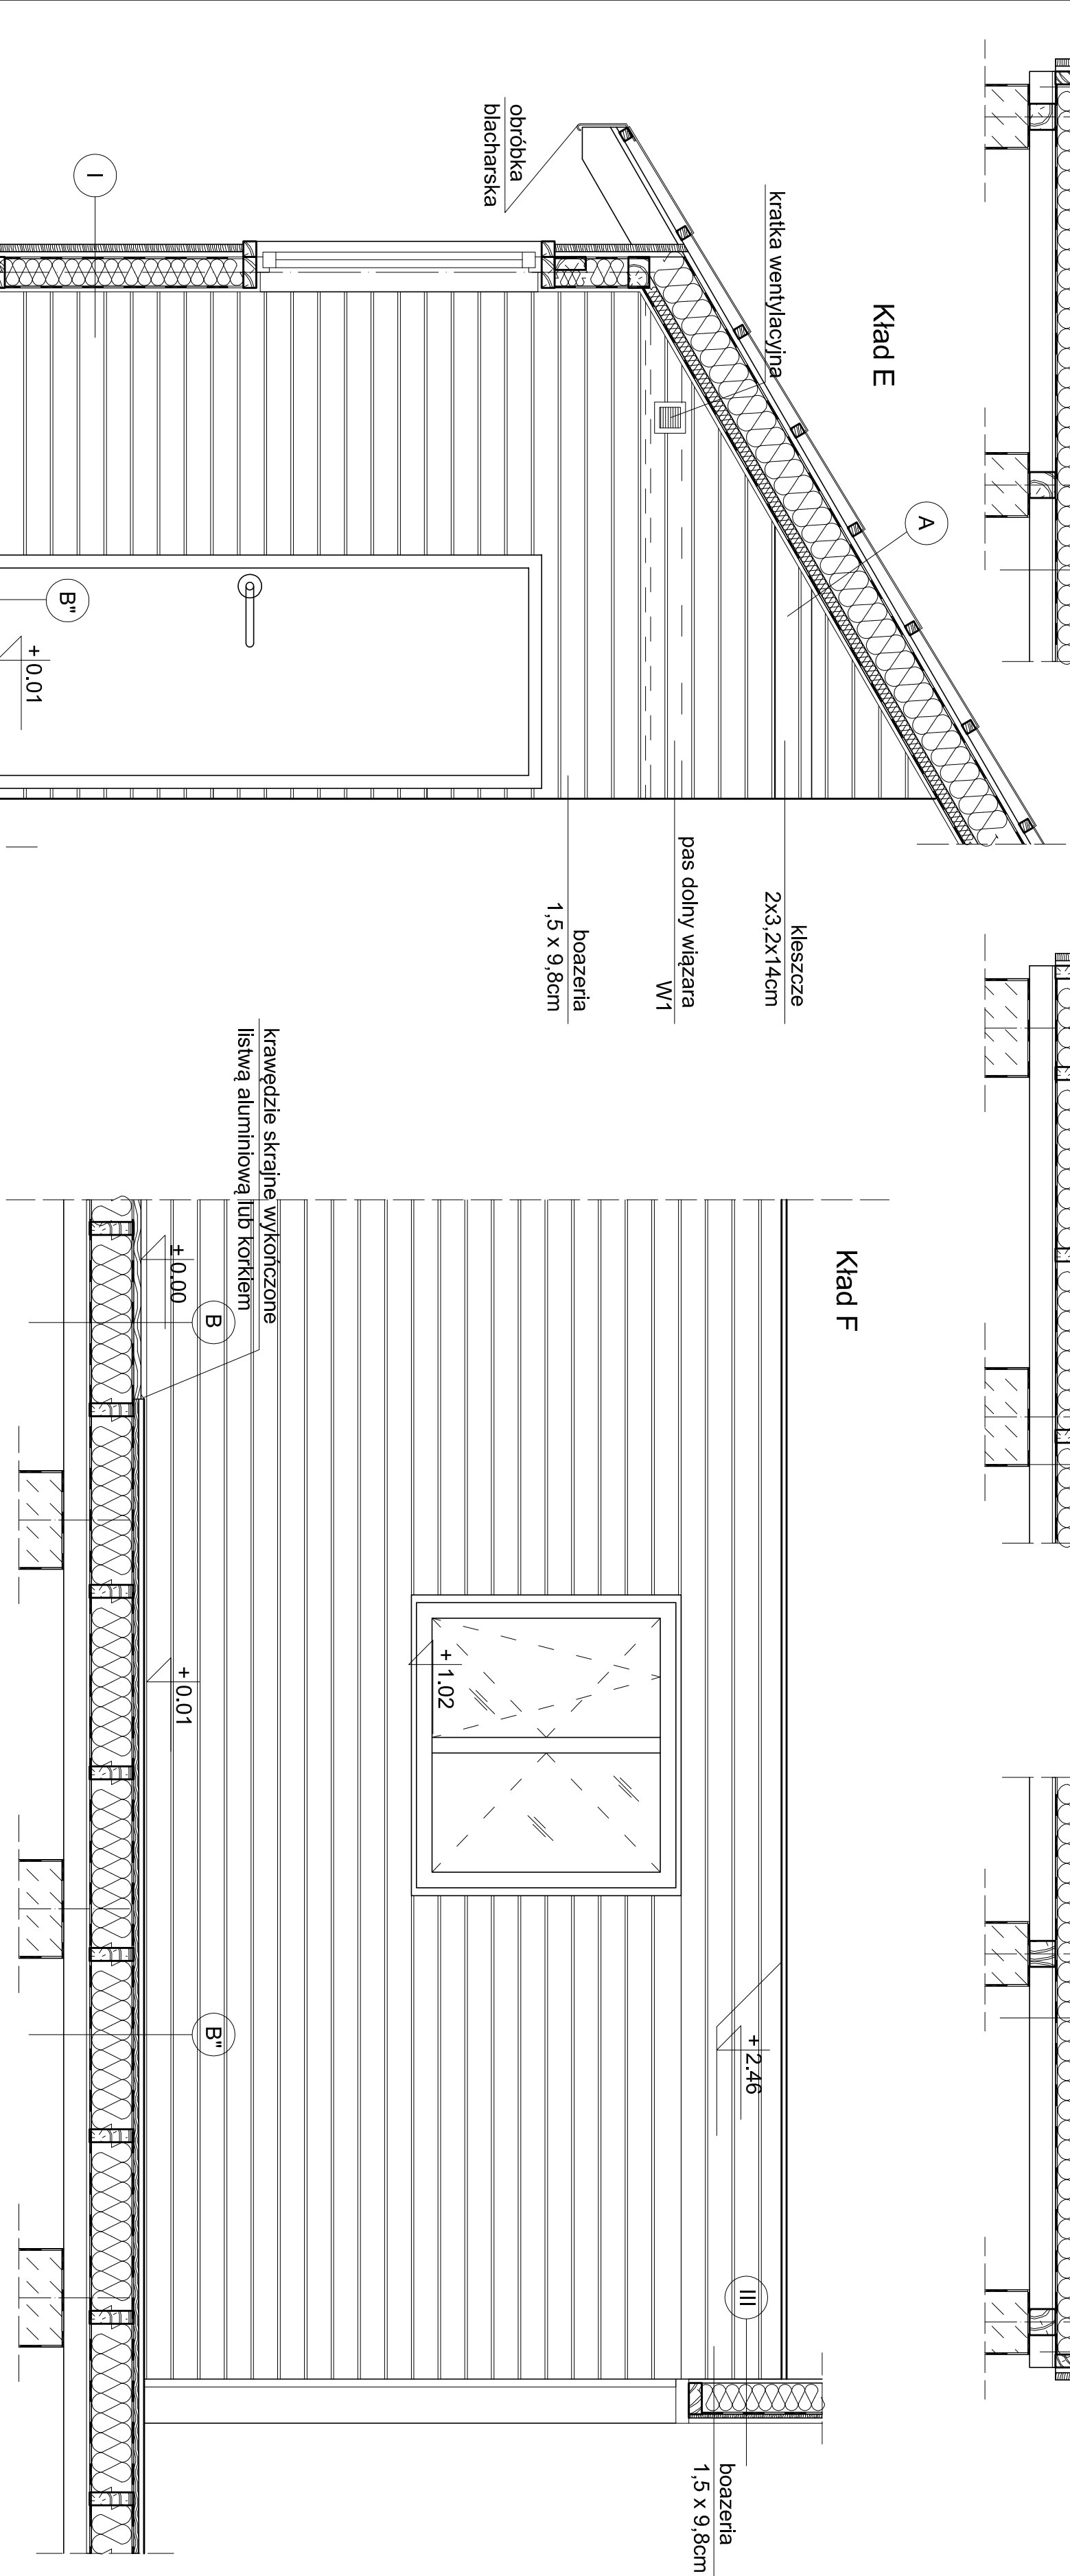 Kład E
A
kratka wentylacyjna
obróbka
blacharska
I
B"
+ 0.01
kleszcze
2x3,2x14cm
pas dolny wiązara
W1
boazeria
1,5 x 9,8cm
Kład F
krawędzie skrajne wykończone
listwą aluminiową lub korkiem
± 0.00
B
+ 1.02
+ 0.01
+ 2.46
B"
III
boazeria
1,5 x 9,8cm